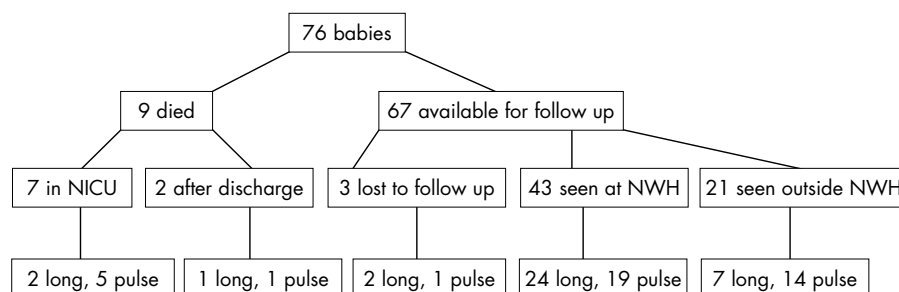 76 babies
9 died
67 available for follow up
7 in NICU
2 after discharge
3 lost to follow up
43 seen at NWH
21 seen outside NWH
2 long, 5 pulse
1 long, 1 pulse
2 long, 1 pulse
24 long, 19 pulse
7 long, 14 pulse